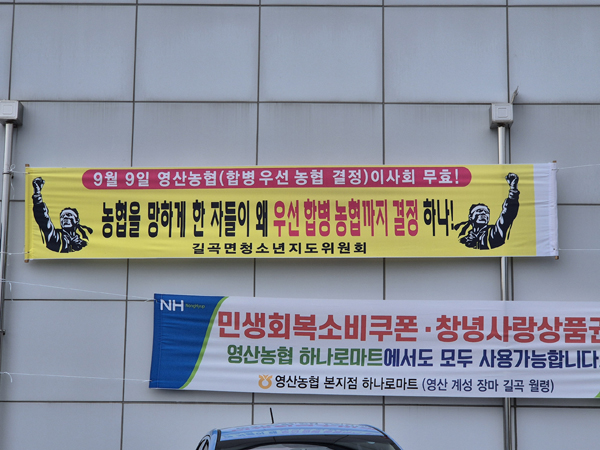 9월 9일 영산농협(합병 우선 농협 결정)이사회 무효!
농협을 망하게 한 자들이 왜 우선 합병 농협까지 결정 하나!
길곡면청소년지도위원회
NH NongHyup
민생회복소비쿠폰·창녕사랑상품권
영산농협 하나로마트에서도 모두 사용가능합니다.
영산농협 본지점 하나로마트 (영산 계성 장마 길곡 월령)